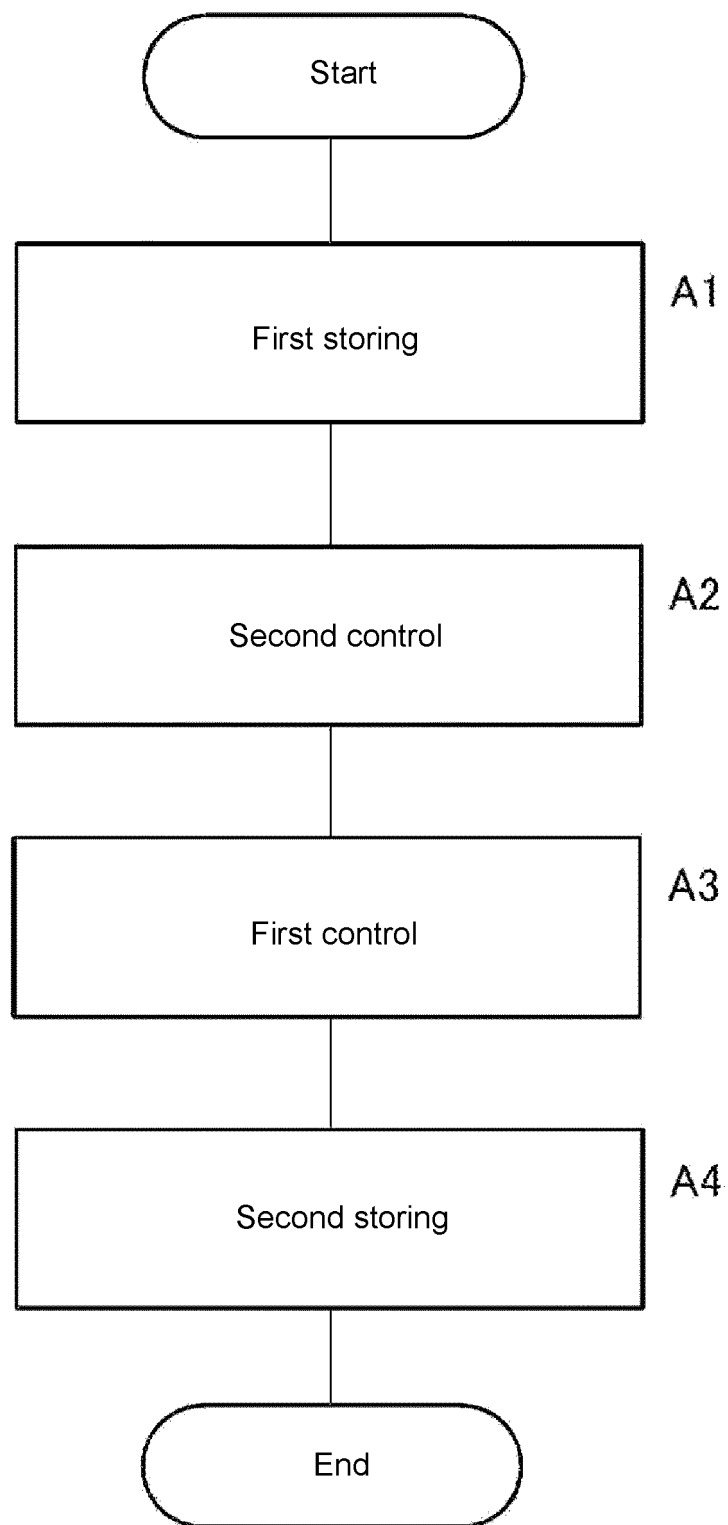 Start
A1
First storing
A2
Second control
A3
First control
A4
Second storing
End